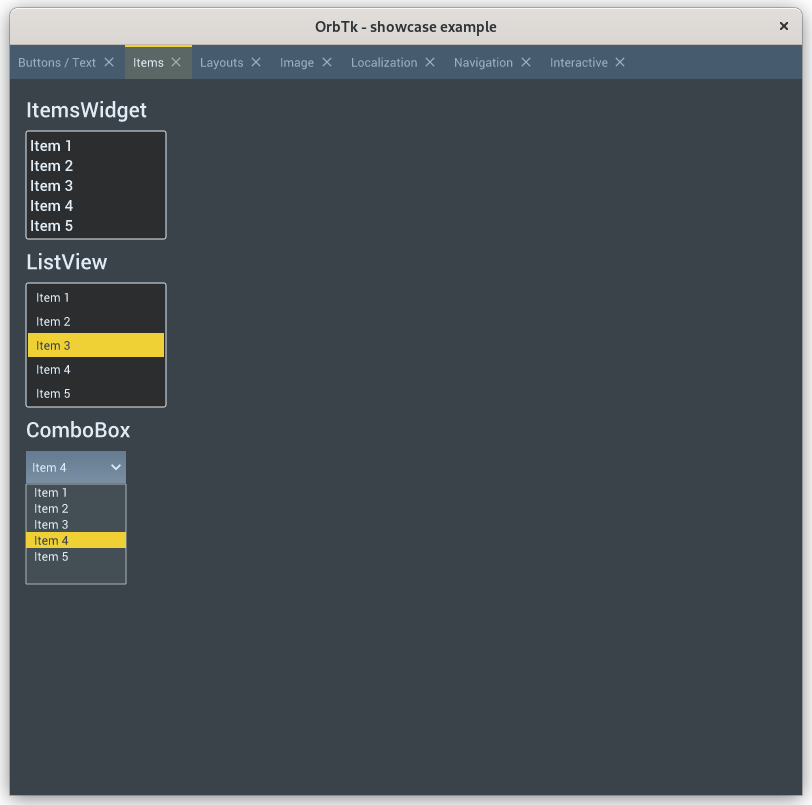 OrbTk - showcase example
Buttons / Text Items Layouts Image Localization Navigation Interactive
ItemsWidget
Item 1
Item 2
Item 3
Item 4
Item 5
ListView
Item 1
Item 2
Item 3
Item 4
Item 5
ComboBox
Item 4
Item 1
Item 2
Item 3
Item 4
Item 5